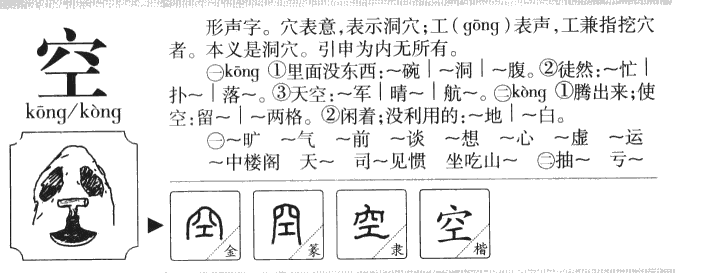 空
kōng/kòng
形声字。穴表意,表示洞穴;工(gōng)表声,工兼指挖穴
者。本义是洞穴。引申为内无所有。
㊀kōng ①里面没东西:~碗|~洞|~腹。②徒然:~忙|
扑~|落~。③天空:~军|晴~|航~。㊁kòng ①腾出来;使
空:留~|~两格。②闲着;没利用的:~地|~白。
㊀~旷 ~气 ~前 ~谈 ~想 ~心 ~虚 ~运
~中楼阁 天~ 司~见惯 坐吃山~ ㊁抽~ 亏~
空 金 空 篆 空 隶 空 楷